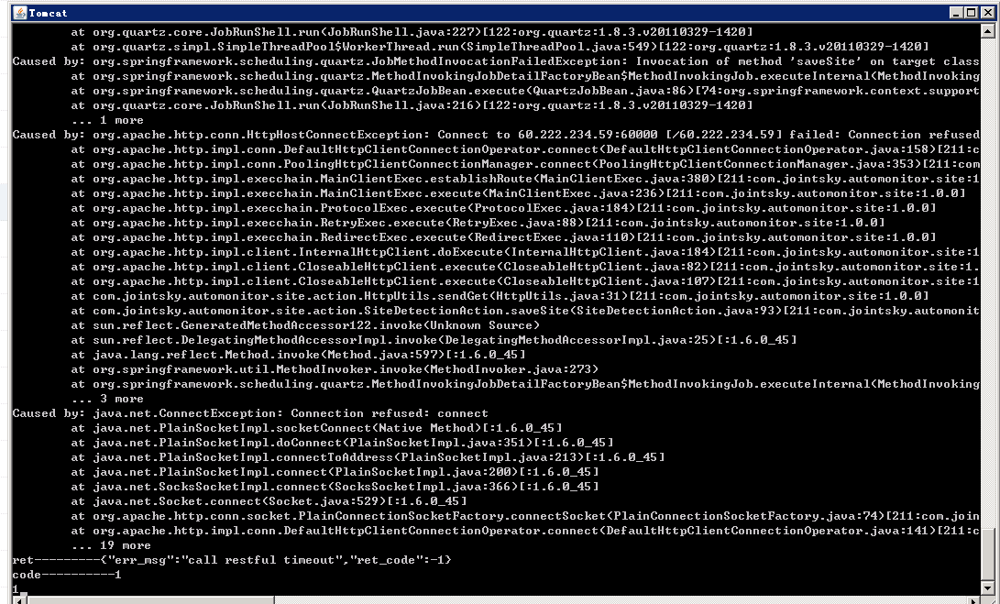 Tomcat
at org.quartz.core.JobRunShell.run(JobRunShell.java:227)[122:org.quartz:1.8.3.v20110329-1420]
at org.quartz.simpl.SimpleThreadPool$WorkerThread.run(SimpleThreadPool.java:549)[122:org.quartz:1.8.3.v20110329-1420]
Caused by: org.springframework.scheduling.quartz.JobMethodInvocationFailedException: Invocation of method 'saveSite' on target class
at org.springframework.scheduling.quartz.MethodInvokingJobDetailFactoryBean$MethodInvokingJob.executeInternal(MethodInvoking
at org.springframework.scheduling.quartz.QuartzJobBean.execute(QuartzJobBean.java:86)[74:org.springframework.context.support
at org.quartz.core.JobRunShell.run(JobRunShell.java:216)[122:org.quartz:1.8.3.v20110329-1420]
... 1 more
Caused by: org.apache.http.conn.HttpHostConnectException: Connect to 60.222.234.59:60000 [/60.222.234.59] failed: Connection refused
at org.apache.http.impl.conn.DefaultHttpClientConnectionOperator.connect(DefaultHttpClientConnectionOperator.java:158)[211:c
at org.apache.http.impl.conn.PoolingHttpClientConnectionManager.connect(PoolingHttpClientConnectionManager.java:353)[211:com
at org.apache.http.impl.execchain.MainClientExec.establishRoute(MainClientExec.java:380)[211:com.jointsky.automonitor.site:1
at org.apache.http.impl.execchain.MainClientExec.execute(MainClientExec.java:236)[211:com.jointsky.automonitor.site:1.0.0]
at org.apache.http.impl.execchain.ProtocolExec.execute(ProtocolExec.java:184)[211:com.jointsky.automonitor.site:1.0.0]
at org.apache.http.impl.execchain.RetryExec.execute(RetryExec.java:88)[211:com.jointsky.automonitor.site:1.0.0]
at org.apache.http.impl.execchain.RedirectExec.execute(RedirectExec.java:110)[211:com.jointsky.automonitor.site:1.0.0]
at org.apache.http.impl.client.InternalHttpClient.doExecute(InternalHttpClient.java:184)[211:com.jointsky.automonitor.site:1
at org.apache.http.impl.client.CloseableHttpClient.execute(CloseableHttpClient.java:82)[211:com.jointsky.automonitor.site:1.
at org.apache.http.impl.client.CloseableHttpClient.execute(CloseableHttpClient.java:107)[211:com.jointsky.automonitor.site:1
at com.jointsky.automonitor.site.action.HttpUtils.sendGet(HttpUtils.java:31)[211:com.jointsky.automonitor.site:1.0.0]
at com.jointsky.automonitor.site.action.SiteDetectionAction.saveSite(SiteDetectionAction.java:93)[211:com.jointsky.automonit
at sun.reflect.GeneratedMethodAccessor122.invoke(Unknown Source)
at sun.reflect.DelegatingMethodAccessorImpl.invoke(DelegatingMethodAccessorImpl.java:25)[:1.6.0_45]
at java.lang.reflect.Method.invoke(Method.java:597)[:1.6.0_45]
at org.springframework.util.MethodInvoker.invoke(MethodInvoker.java:273)
at org.springframework.scheduling.quartz.MethodInvokingJobDetailFactoryBean$MethodInvokingJob.executeInternal(MethodInvoking
... 3 more
Caused by: java.net.ConnectException: Connection refused: connect
at java.net.PlainSocketImpl.socketConnect(Native Method)[:1.6.0_45]
at java.net.PlainSocketImpl.doConnect(PlainSocketImpl.java:351)[:1.6.0_45]
at java.net.PlainSocketImpl.connectToAddress(PlainSocketImpl.java:213)[:1.6.0_45]
at java.net.PlainSocketImpl.connect(PlainSocketImpl.java:200)[:1.6.0_45]
at java.net.SocksSocketImpl.connect(SocksSocketImpl.java:366)[:1.6.0_45]
at java.net.Socket.connect(Socket.java:529)[:1.6.0_45]
at org.apache.http.conn.socket.PlainConnectionSocketFactory.connectSocket(PlainConnectionSocketFactory.java:74)[211:com.join
at org.apache.http.impl.conn.DefaultHttpClientConnectionOperator.connect(DefaultHttpClientConnectionOperator.java:141)[211:c
... 19 more
ret---------{"err_msg":"call restful timeout","ret_code":-1}
code----------1
1